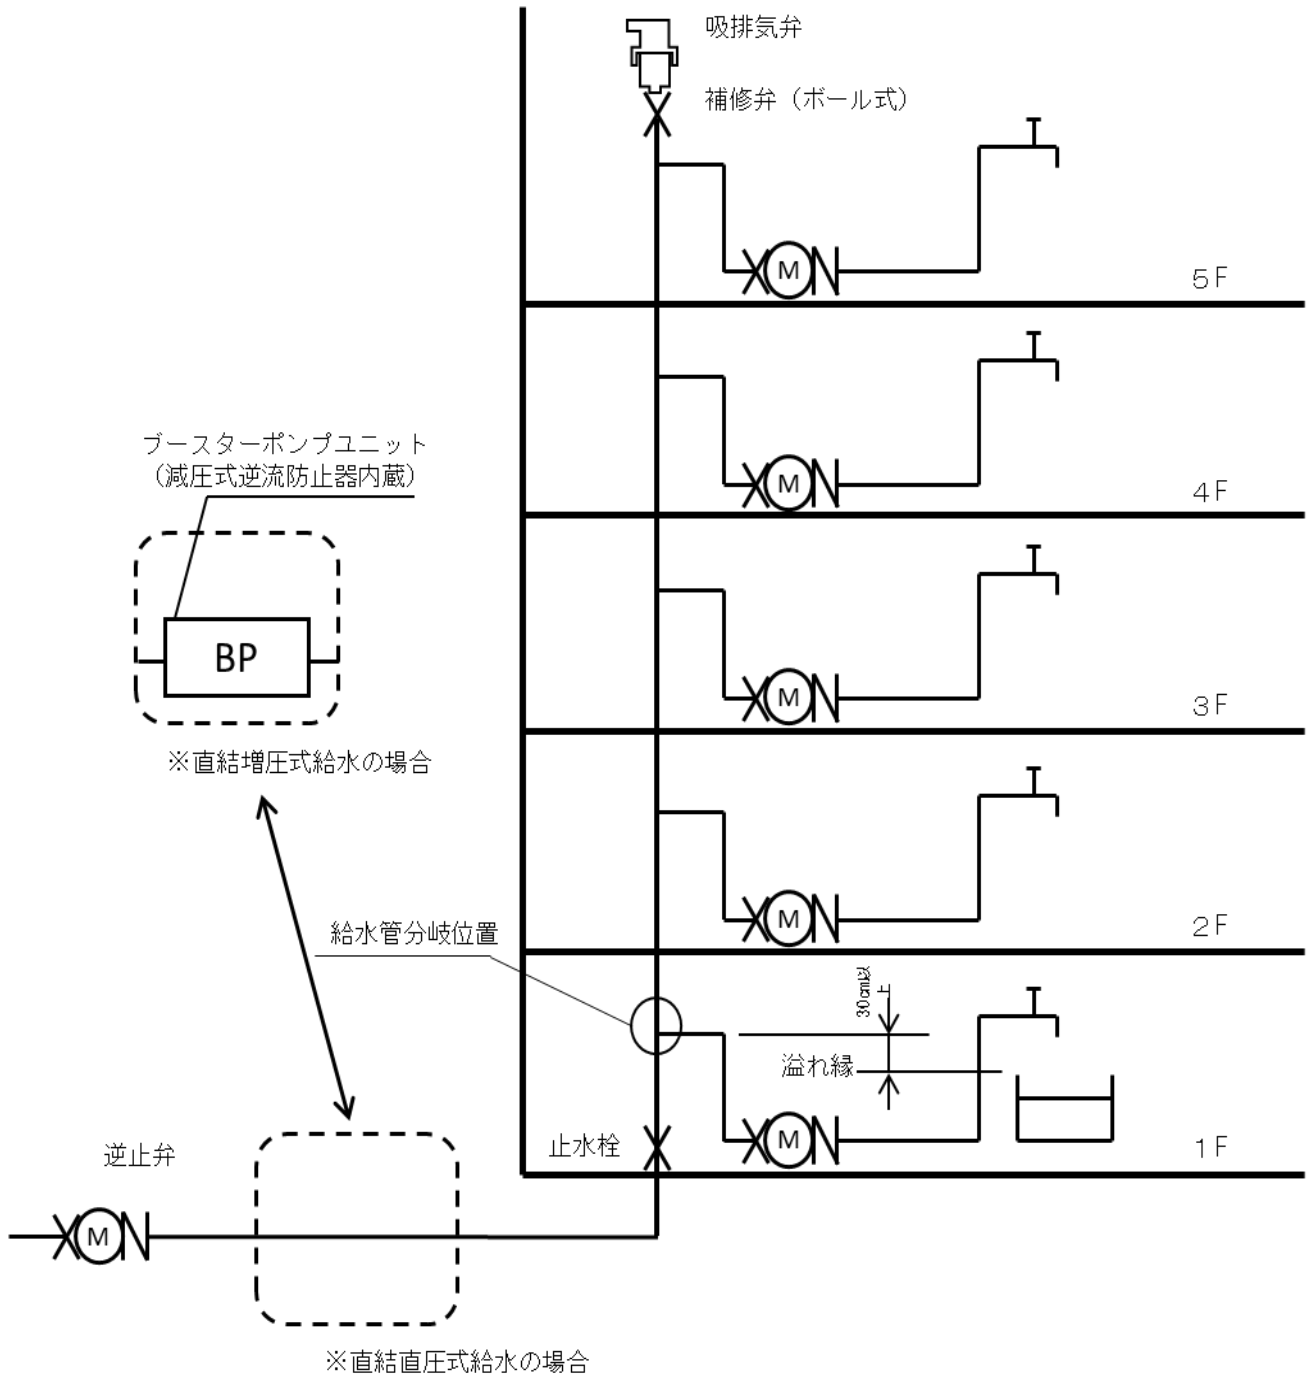 吸排気弁
補修弁（ボール式）
M
5F
M
4F
ブースターポンプユニット
（減圧式逆流防止器内蔵）
BP
※直結増圧式給水の場合
M
3F
M
2F
給水管分岐位置
30cm以上
溢れ縁
止水栓
M
1F
逆止弁
M
※直結直圧式給水の場合